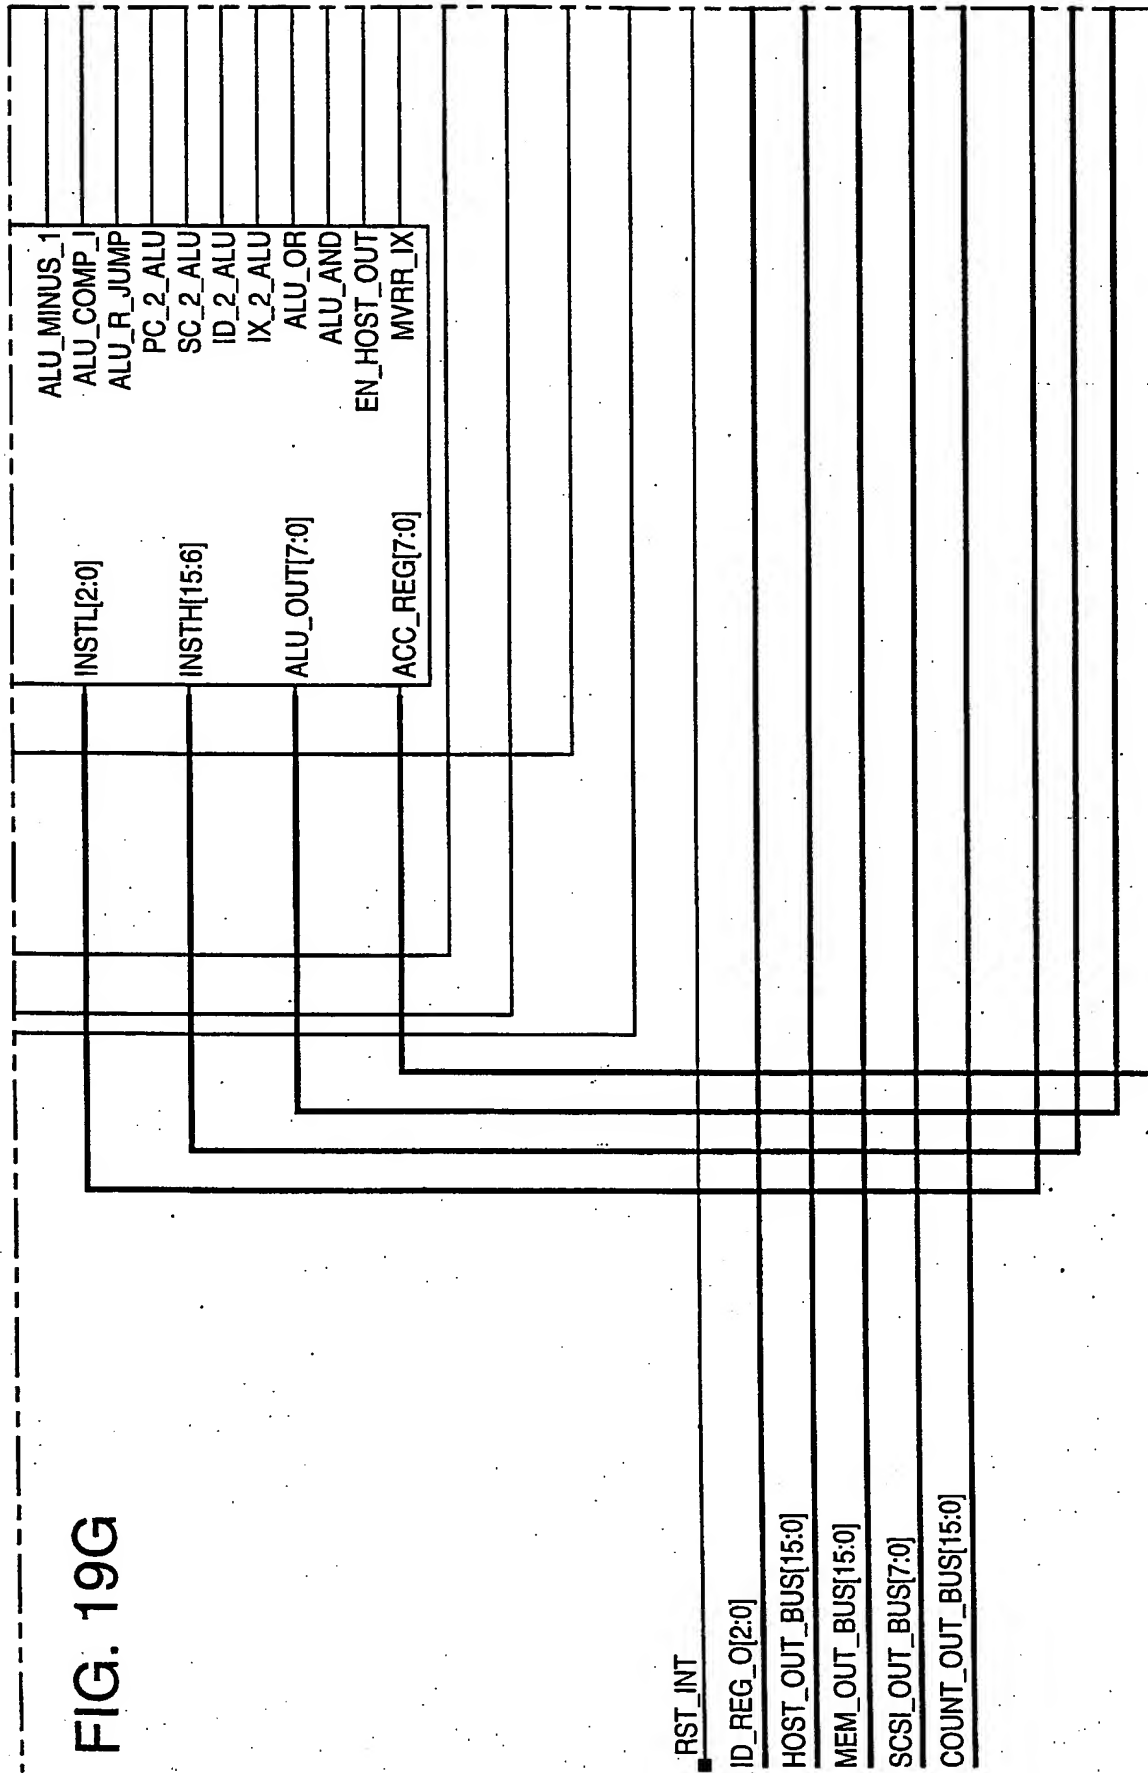 FIG. 19G
INSTL[2:0]
INSTH[15:6]
ALU_OUT[7:0]
ACC_REG[7:0]
ALU_MINUS_1
ALU_COMP_I
ALU_R_JUMP
PC_2_ALU
SC_2_ALU
ID_2_ALU
IX_2_ALU
ALU_OR
ALU_AND
EN_HOST_OUT
MVRR_IX
RST_INT
ID_REG_O[2:0]
HOST_OUT_BUS[15:0]
MEM_OUT_BUS[15:0]
SCSI_OUT_BUS[7:0]
COUNT_OUT_BUS[15:0]